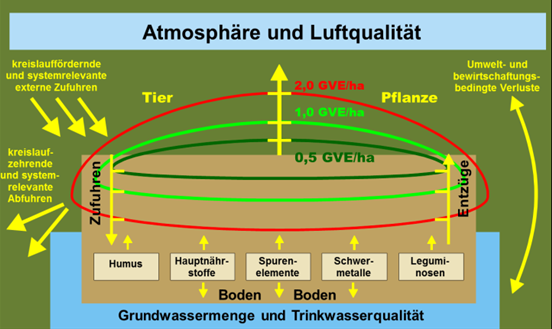 Atmosphäre und Luftqualität
kreislauffördernde
und systemrelevante
externe Zufuhren
Umwelt- und
bewirtschaftungs-
bedingte Verluste
2,0 GVE/ha
Tier
Pflanze
1,0 GVE/ha
0,5 GVE/ha
kreislauf-
zehrende
und system-
relevante
Abfuhren
Zufuhren
Entzüge
Humus
Hauptnähr-
stoffe
Spuren-
elemente
Schwer-
metalle
Legumi-
nosen
Boden
Boden
Grundwassermenge und Trinkwasserqualität